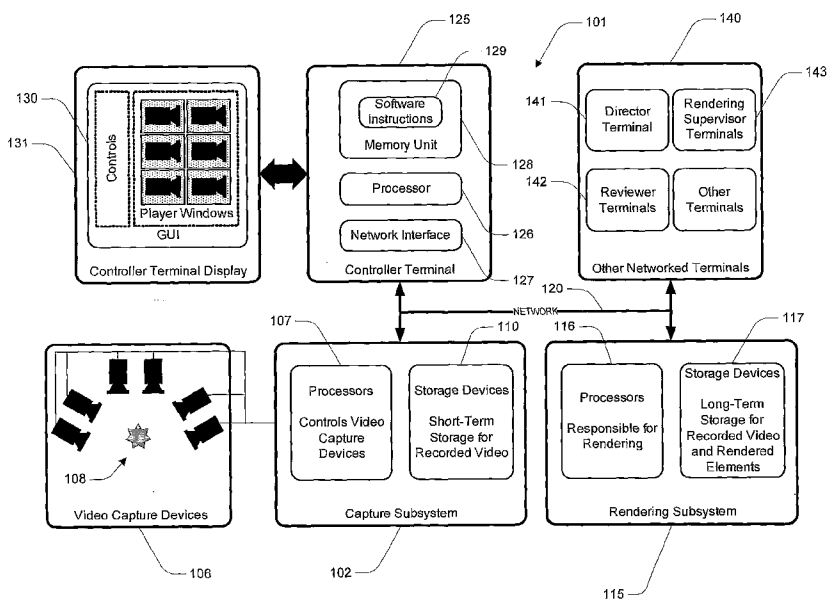 125
129
101
140
143
130
131
Controls
Player Windows
GUI
Controller Terminal Display
Software
Instructions
Memory Unit
128
Processor
126
Network Interface
127
Controller Terminal
141
Director
Terminal
Rendering
Supervisor
Terminals
142
Reviewer
Terminals
Other
Terminals
Other Networked Terminals
120
NETWORK
107
110
116
117
108
Video Capture Devices
106
Processors
Controls Video
Capture
Devices
Storage Devices
Short-Term
Storage for
Recorded Video
Capture Subsystem
102
Processors
Responsible for
Rendering
Storage Devices
Long-Term
Storage for
Recorded Video
and Rendered
Elements
Rendering Subsystem
115